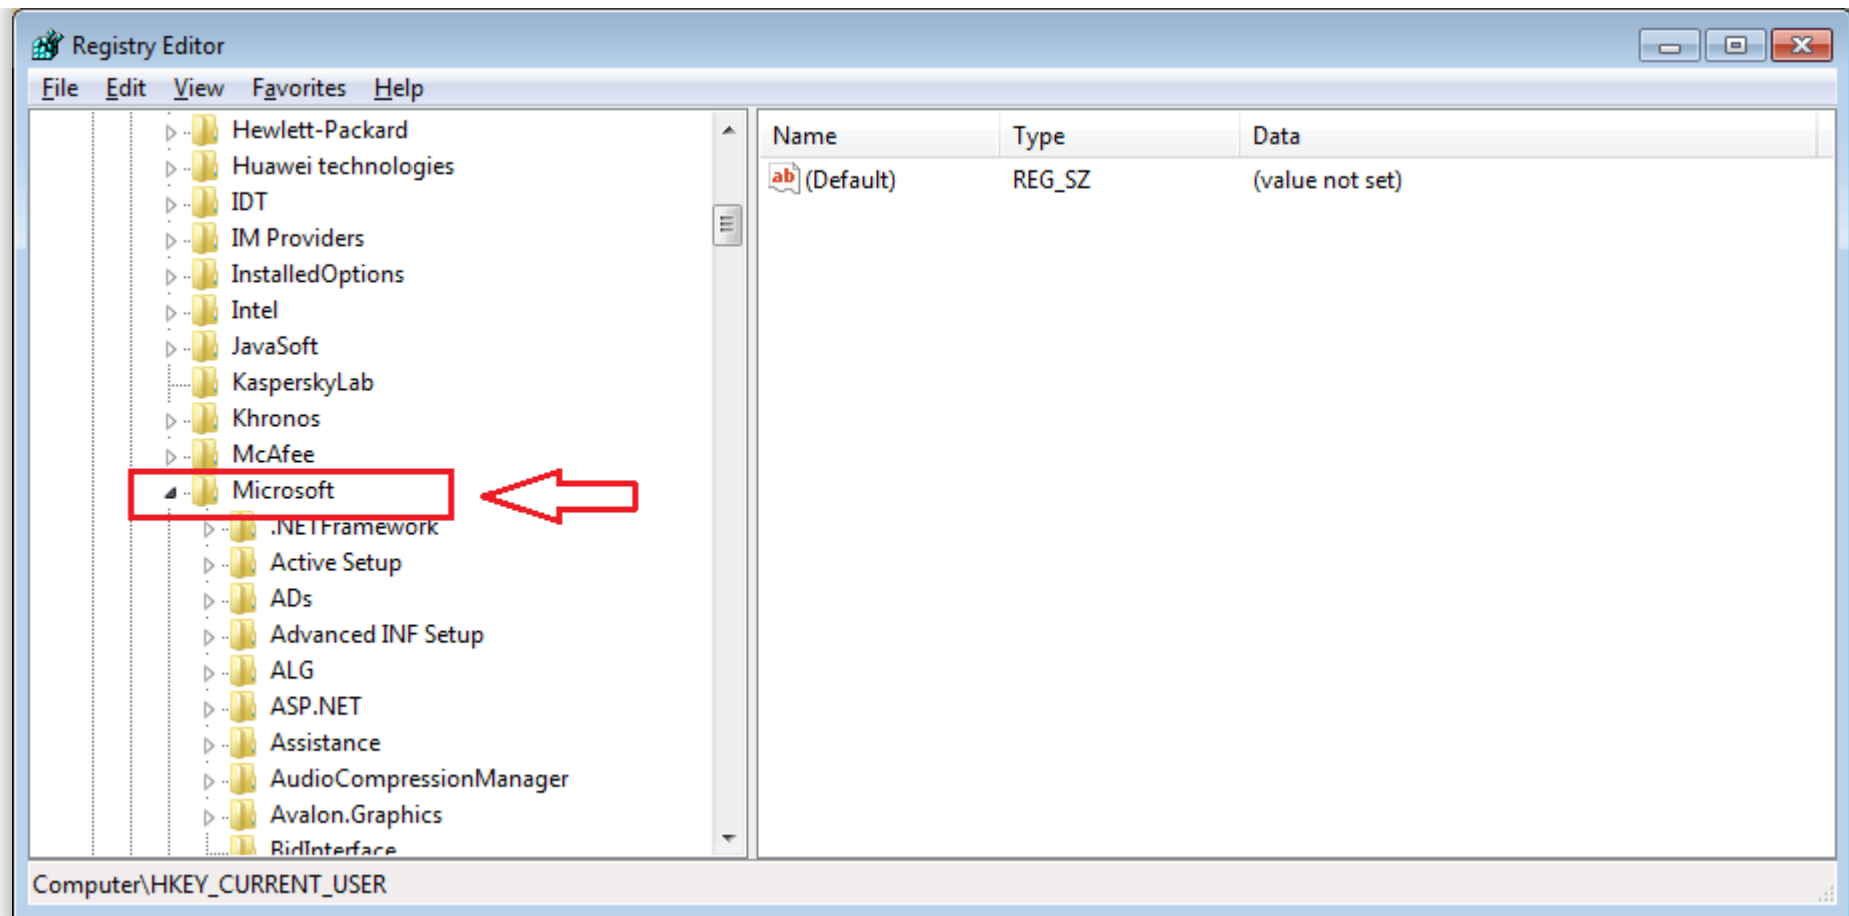 Registry Editor
File Edit View Favorites Help
Hewlett-Packard
Huawei technologies
IDT
IM Providers
InstalledOptions
Intel
JavaSoft
KasperskyLab
Khronos
McAfee
Microsoft
.NETFramework
Active Setup
ADs
Advanced INF Setup
ALG
ASP.NET
Assistance
AudioCompressionManager
Avalon.Graphics
BidInterface
Name Type Data
ab (Default) REG_SZ (value not set)
Computer\HKEY_CURRENT_USER